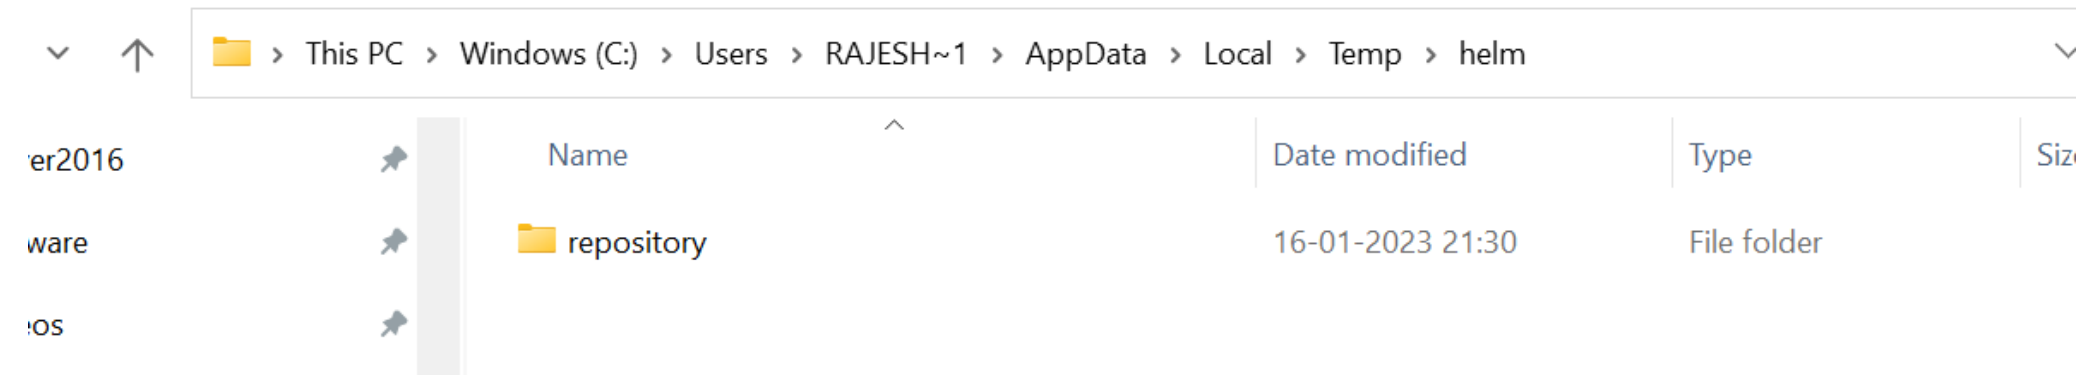 This PC > Windows (C:) > Users > RAJESH~1 > AppData > Local > Temp > helm
Name Date modified Type
er2016
ware
repository 16-01-2023 21:30 File folder
os